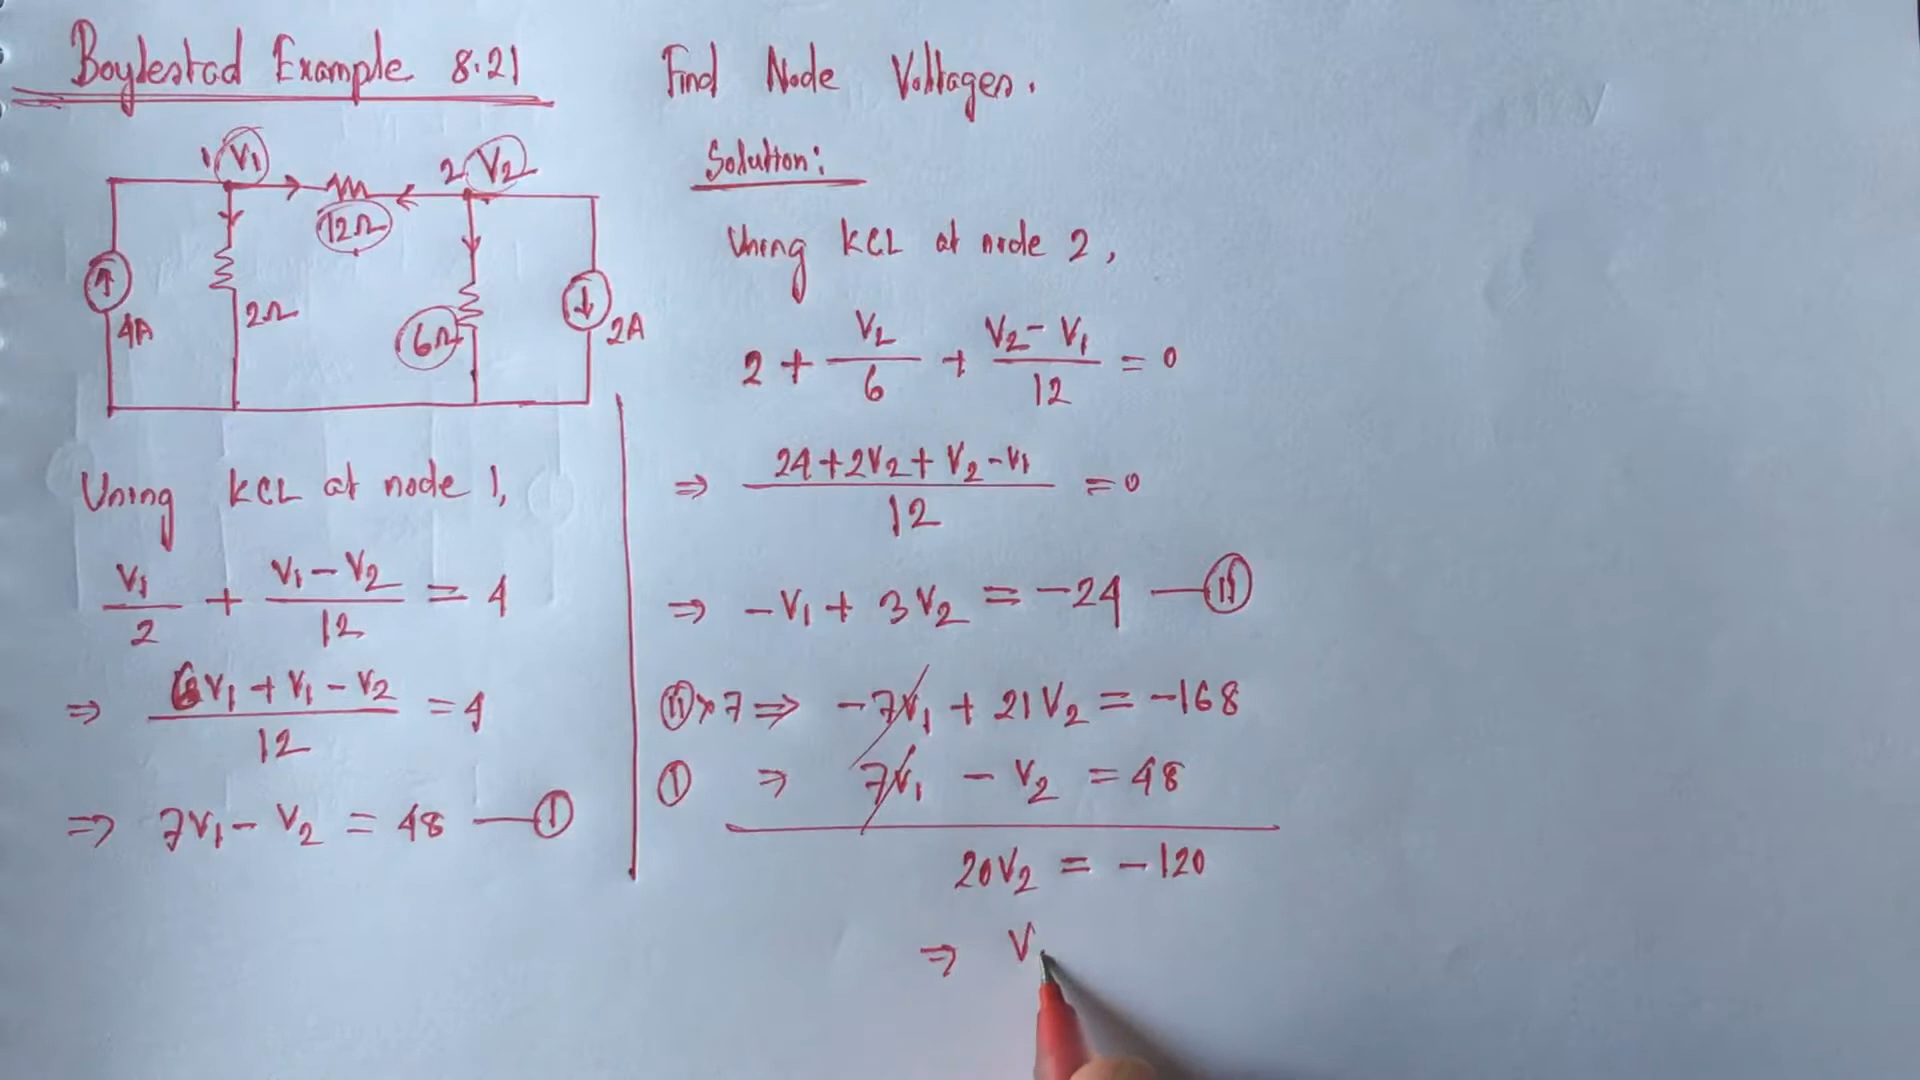 Boylestad Example 8.21
Find Node Voltages.
1 V1
2 V2
12Ω
4A
2Ω
6Ω
2A
Using KCL at node 1,
V1/2 + (V1 - V2)/12 = 4
⇒ (6V1 + V1 - V2)/12 = 4
⇒ 7V1 - V2 = 48 — I
Solution:
Using KCL at node 2,
2 + V2/6 + (V2 - V1)/12 = 0
⇒ (24 + 2V2 + V2 - V1)/12 = 0
⇒ -V1 + 3V2 = -24 — II
II × 7 ⇒ -7V1 + 21V2 = -168
I ⇒ 7V1 - V2 = 48
20V2 = -120
⇒ V